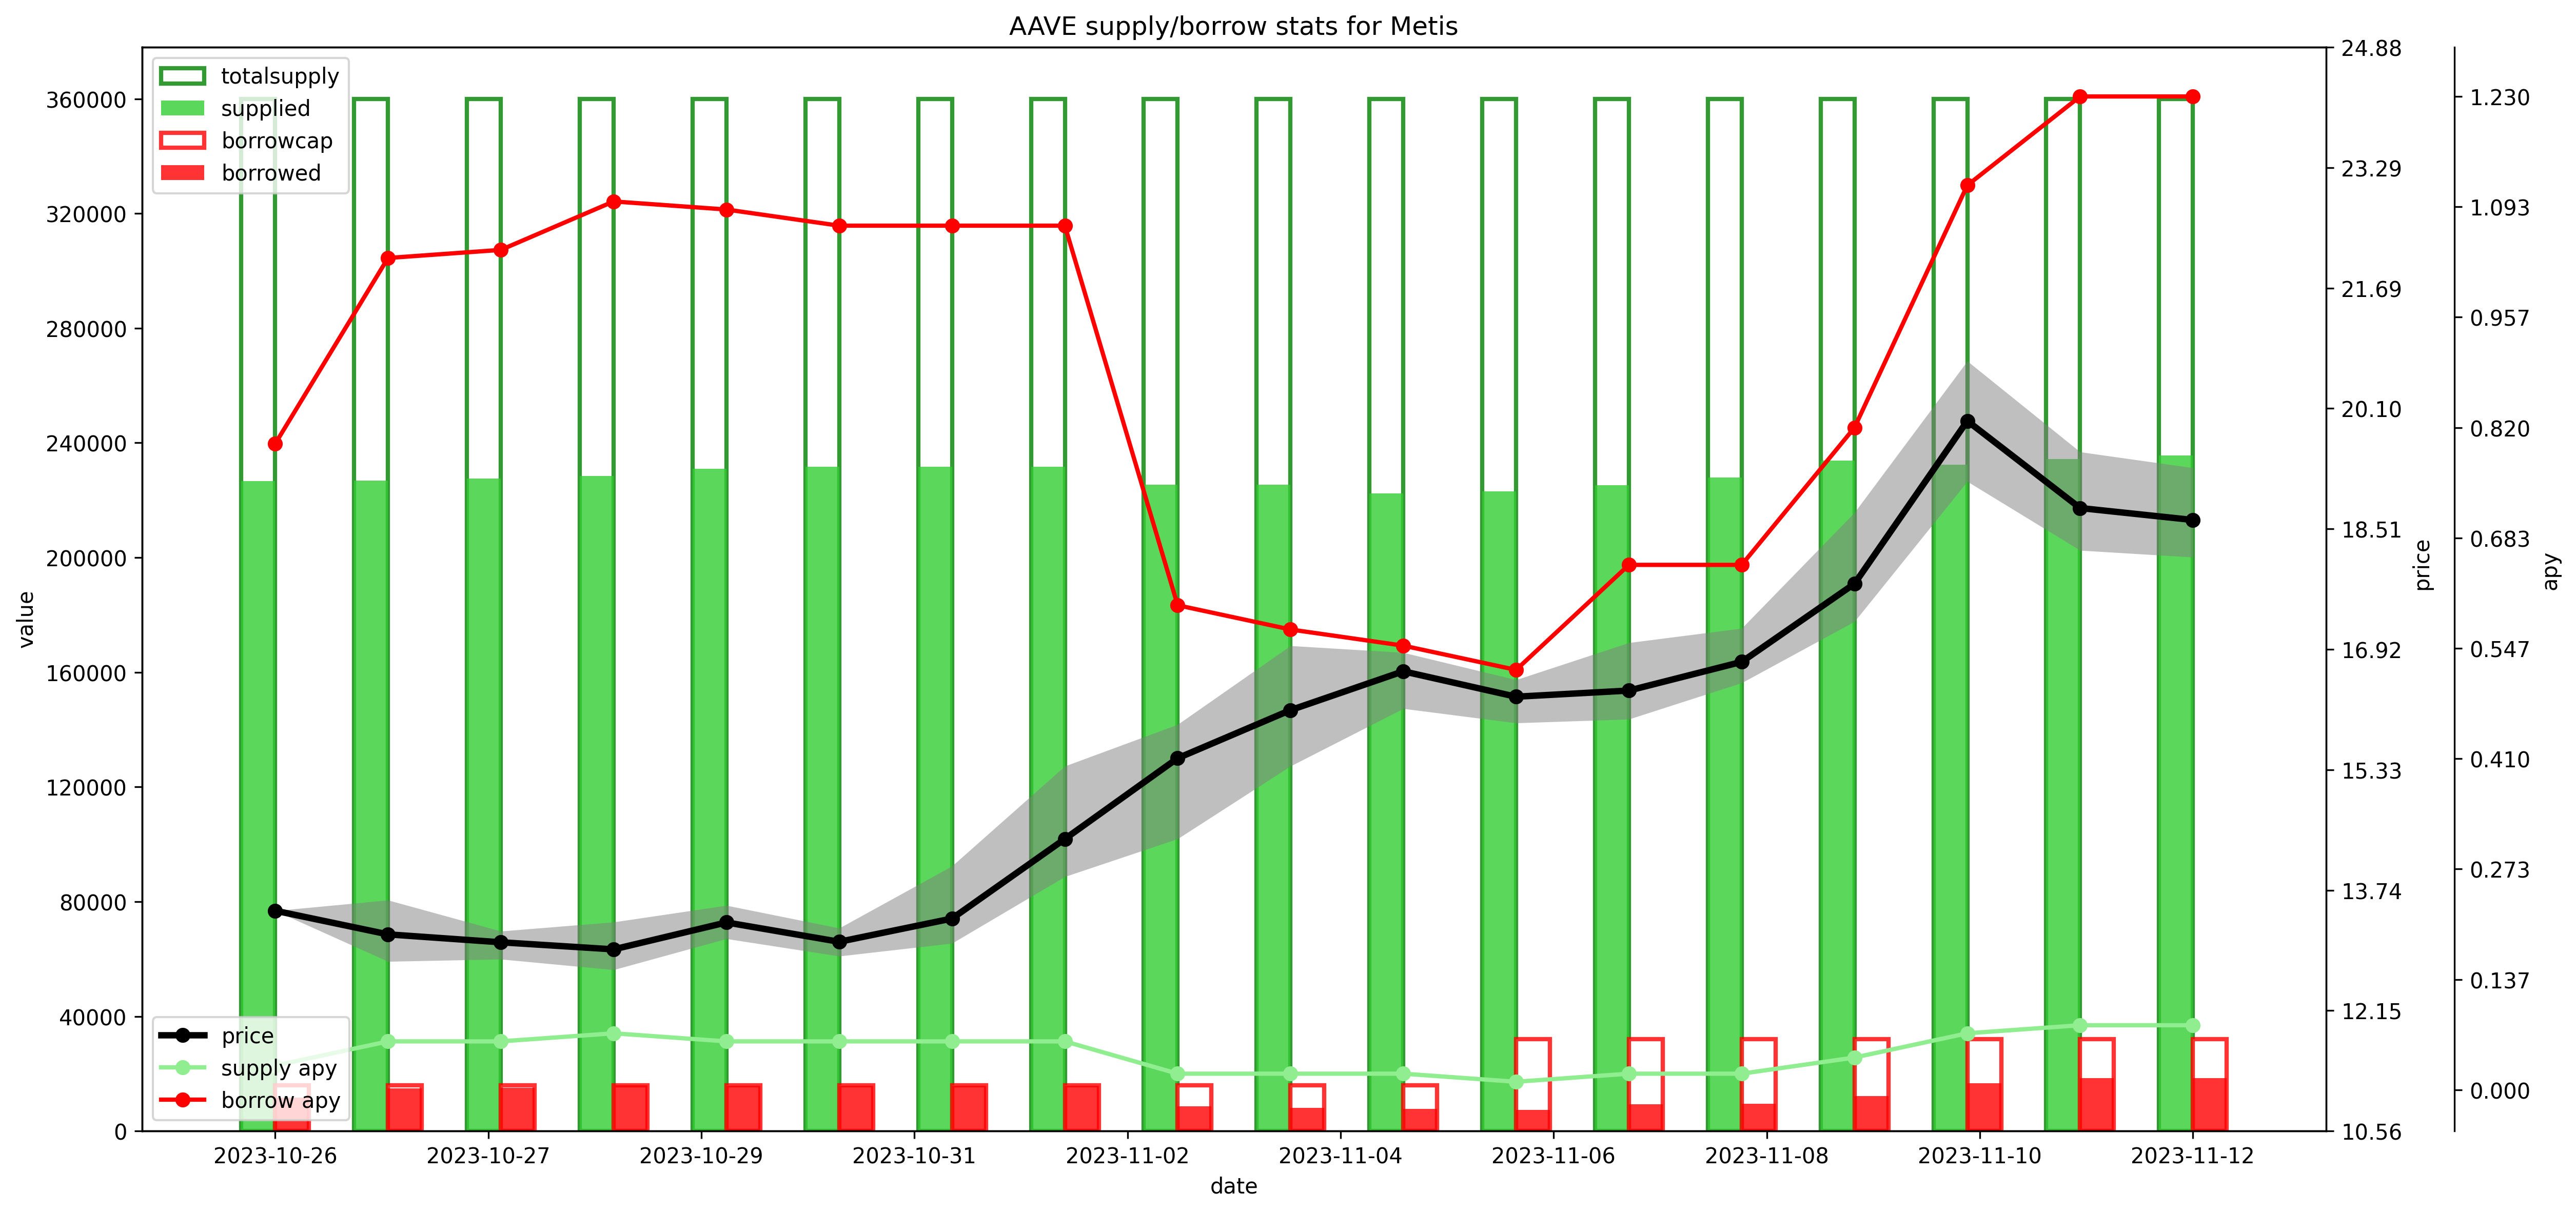 AAVE supply/borrow stats for Metis
totalsupply
supplied
borrowcap
borrowed
price
supply apy
borrow apy
value
360000
320000
280000
240000
200000
160000
120000
80000
40000
0
24.88
23.29
21.69
20.10
18.51
16.92
15.33
13.74
12.15
10.56
price
1.230
1.093
0.957
0.820
0.683
0.547
0.410
0.273
0.137
0.000
apy
2023-10-26 2023-10-27 2023-10-29 2023-10-31 2023-11-02 2023-11-04 2023-11-06 2023-11-08 2023-11-10 2023-11-12
date